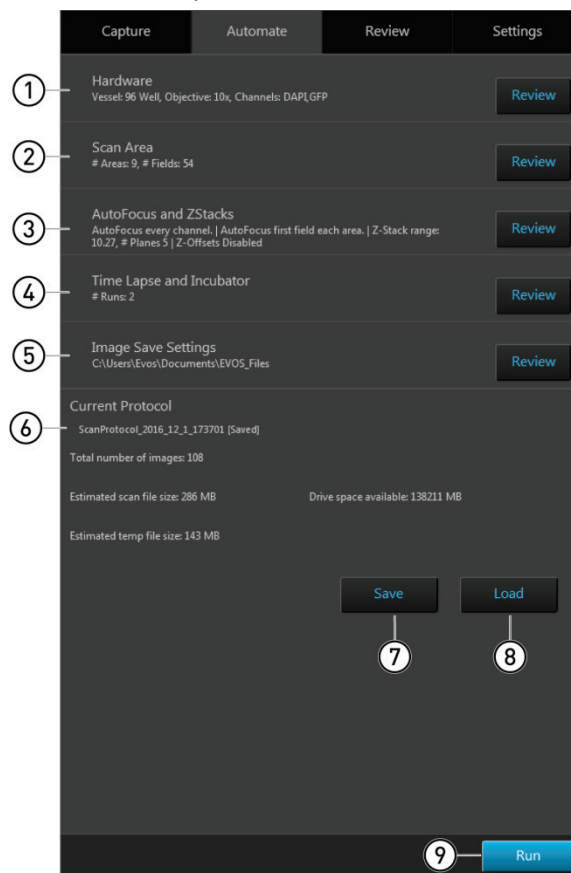 Capture Automate Review Settings
1 Hardware
Vessel: 96 Well, Objective: 10x, Channels: DAPI,GFP
Review
2 Scan Area
# Areas: 9, # Fields: 54
Review
3 AutoFocus and ZStacks
AutoFocus every channel. | AutoFocus first field each area. | Z-Stack range:
10.27, # Planes 5 | Z-Offsets Disabled
Review
4 Time Lapse and Incubator
# Runs: 2
Review
5 Image Save Settings
C:\Users\Evos\Documents\EVOS_Files
Review
Current Protocol
6 ScanProtocol_2016_12_1_173701 [Saved]
Total number of images: 108
Estimated scan file size: 286 MB Drive space available: 138211 MB
Estimated temp file size: 143 MB
Save Load
7 8
9 Run